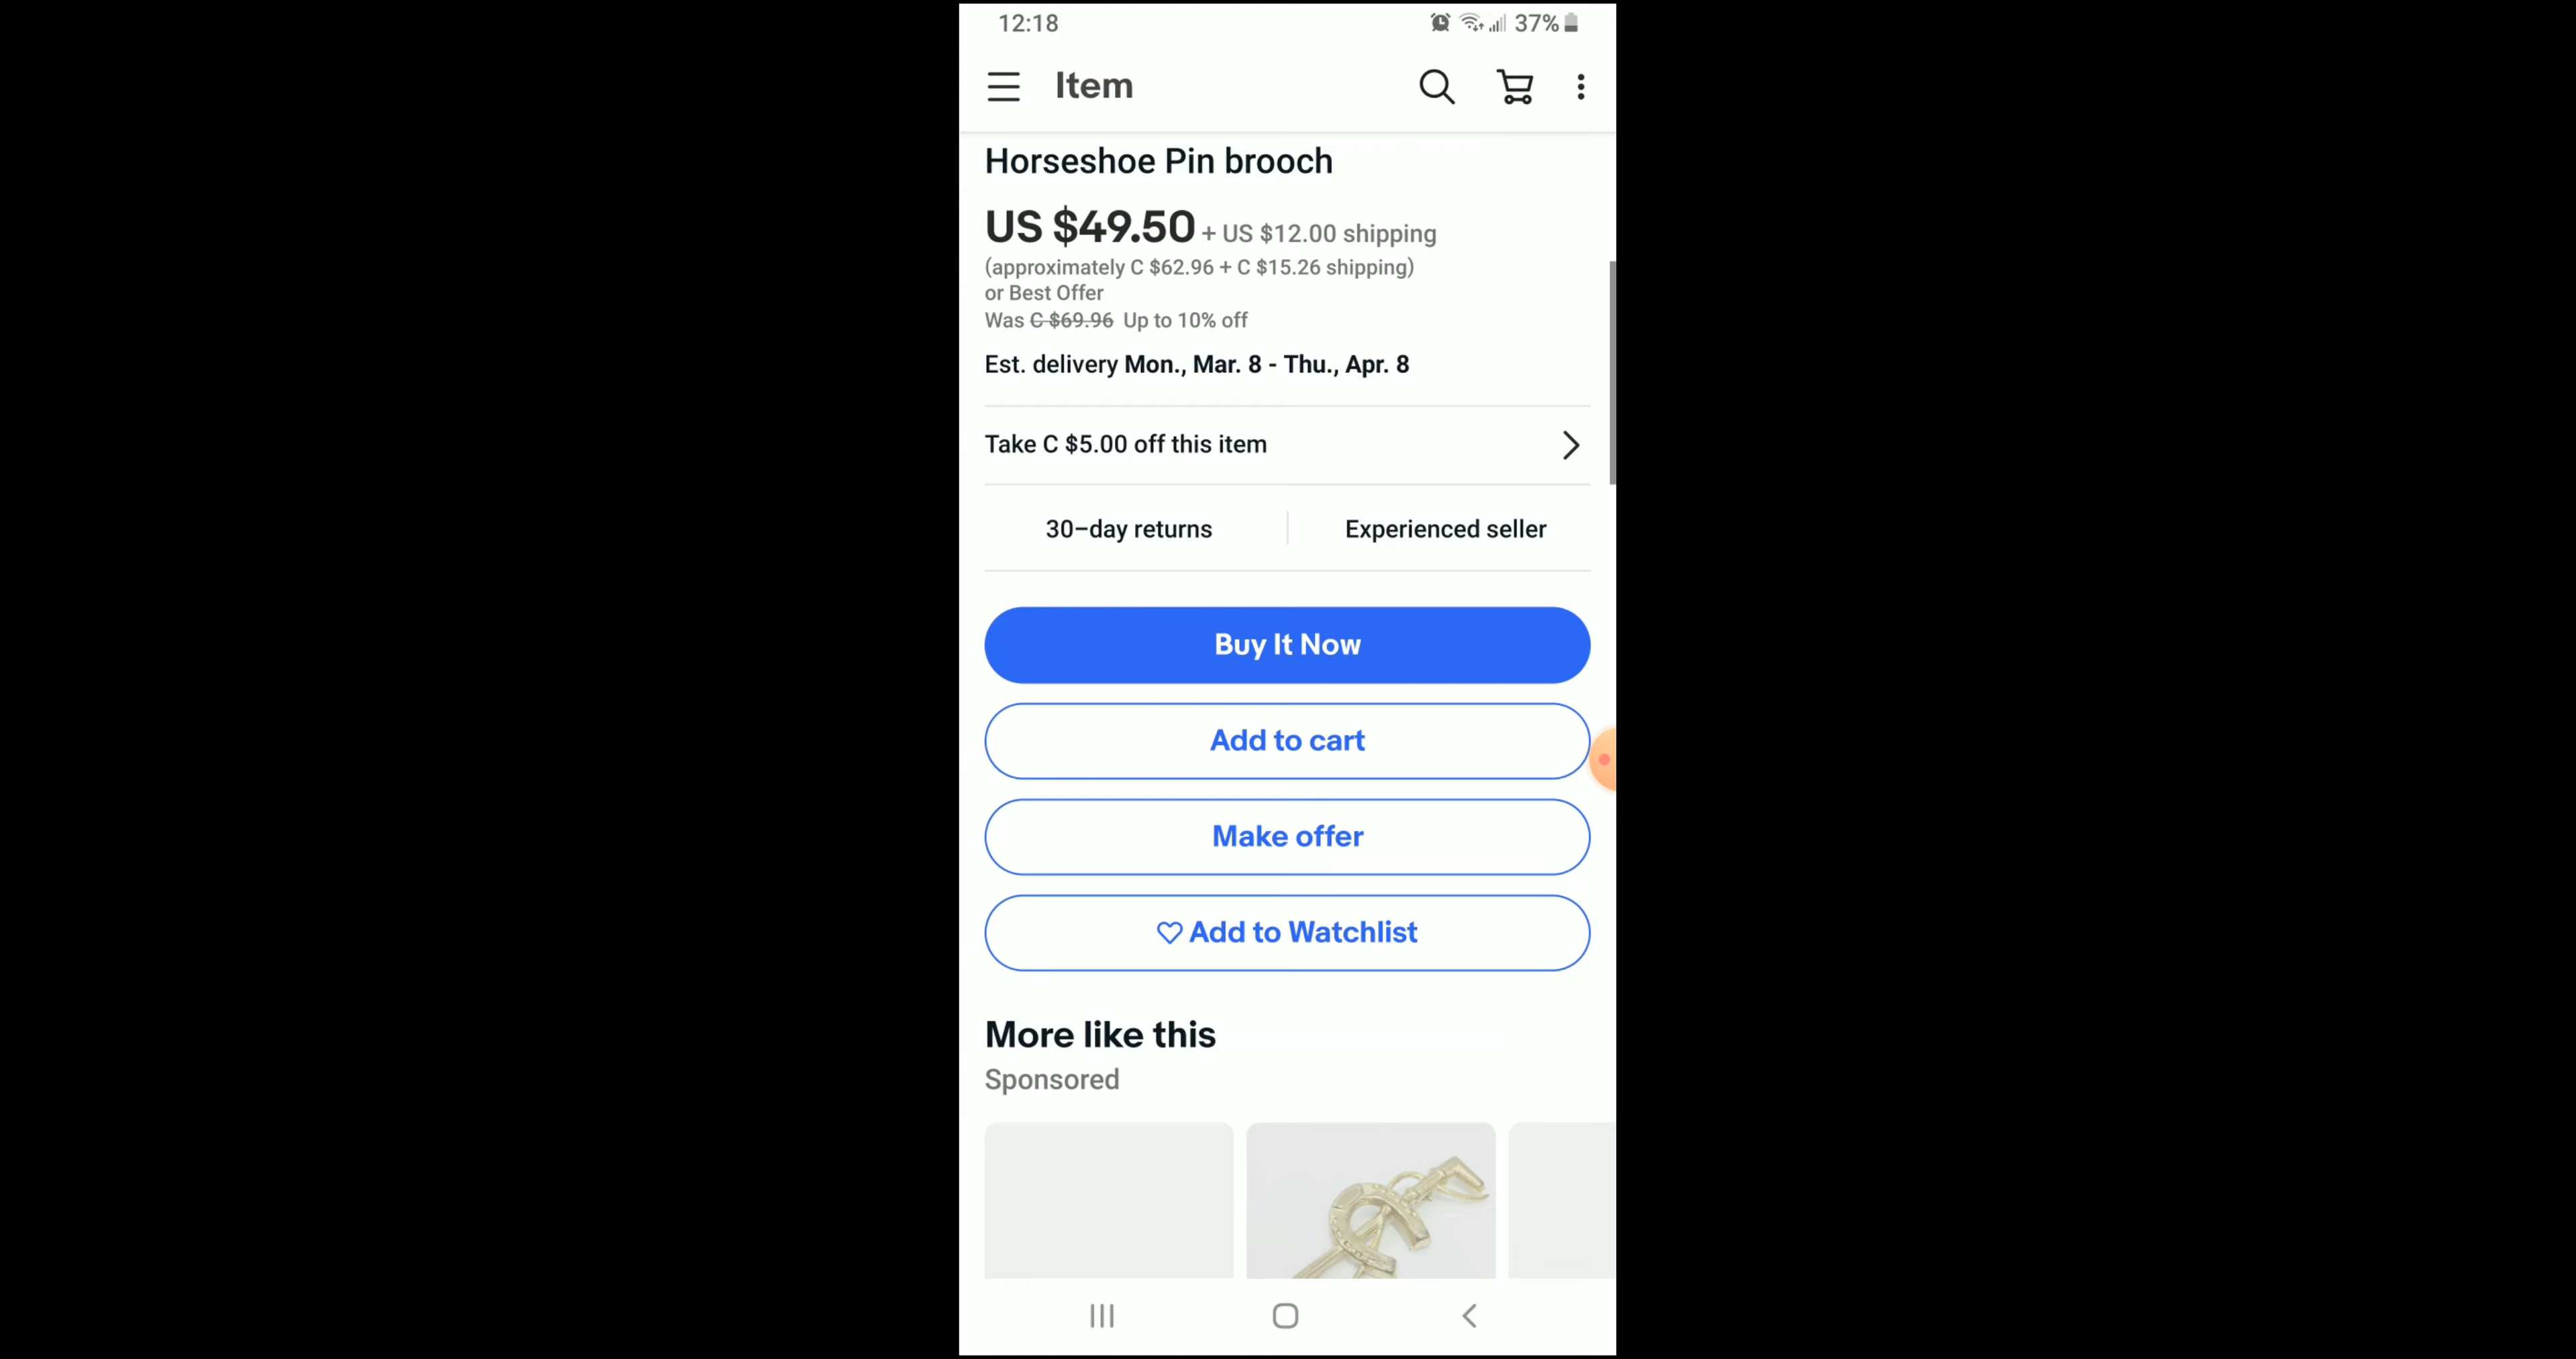 12:18
37%
Item
Horseshoe Pin brooch
US $49.50 + US $12.00 shipping
(approximately C $62.96 + C $15.26 shipping)
or Best Offer
Was C $69.96 Up to 10% off
Est. delivery Mon., Mar. 8 - Thu., Apr. 8
Take C $5.00 off this item
30-day returns
Experienced seller
Buy It Now
Add to cart
Make offer
Add to Watchlist
More like this
Sponsored